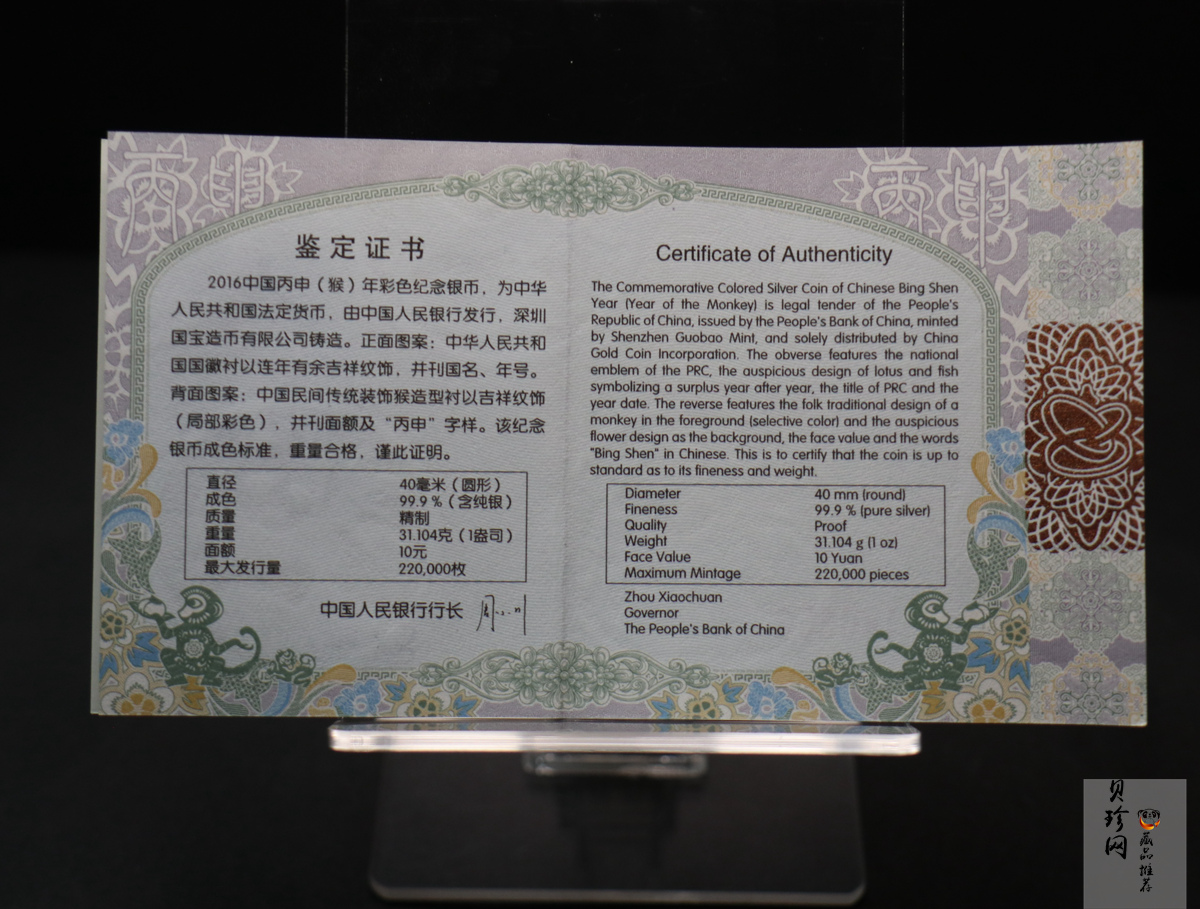 丙申
丙申
鉴定证书
2016中国丙申(猴)年彩色纪念银币,为中华
人民共和国法定货币,由中国人民银行发行,深圳
国宝造币有限公司铸造。正面图案:中华人民共和
国国徽衬以连年有余吉祥纹饰,并刊国名、年号。
背面图案:中国民间传统装饰猴造型衬以吉祥纹饰
(局部彩色),并刊面额及“丙申”字样。该纪念
银币成色标准,重量合格,谨此证明。
直径 40毫米(圆形)
成色 99.9%(含纯银)
质量 精制
重量 31.104克(1盎司)
面额 10元
最大发行量 220,000枚
中国人民银行行长
Certificate of Authenticity
The Commemorative Colored Silver Coin of Chinese Bing Shen
Year (Year of the Monkey) is legal tender of the People's
Republic of China, issued by the People's Bank of China, minted
by Shenzhen Guobao Mint, and solely distributed by China
Gold Coin Incorporation. The obverse features the national
emblem of the PRC, the auspicious design of lotus and fish
symbolizing a surplus year after year, the title of PRC and the
year date. The reverse features the folk traditional design of a
monkey in the foreground (selective color) and the auspicious
flower design as the background, the face value and the words
"Bing Shen" in Chinese. This is to certify that the coin is up to
standard as to its fineness and weight.
Diameter 40 mm (round)
Fineness 99.9 % (pure silver)
Quality Proof
Weight 31.104 g (1 oz)
Face Value 10 Yuan
Maximum Mintage 220,000 pieces
Zhou Xiaochuan
Governor
The People's Bank of China
贝珍网
藏品推荐